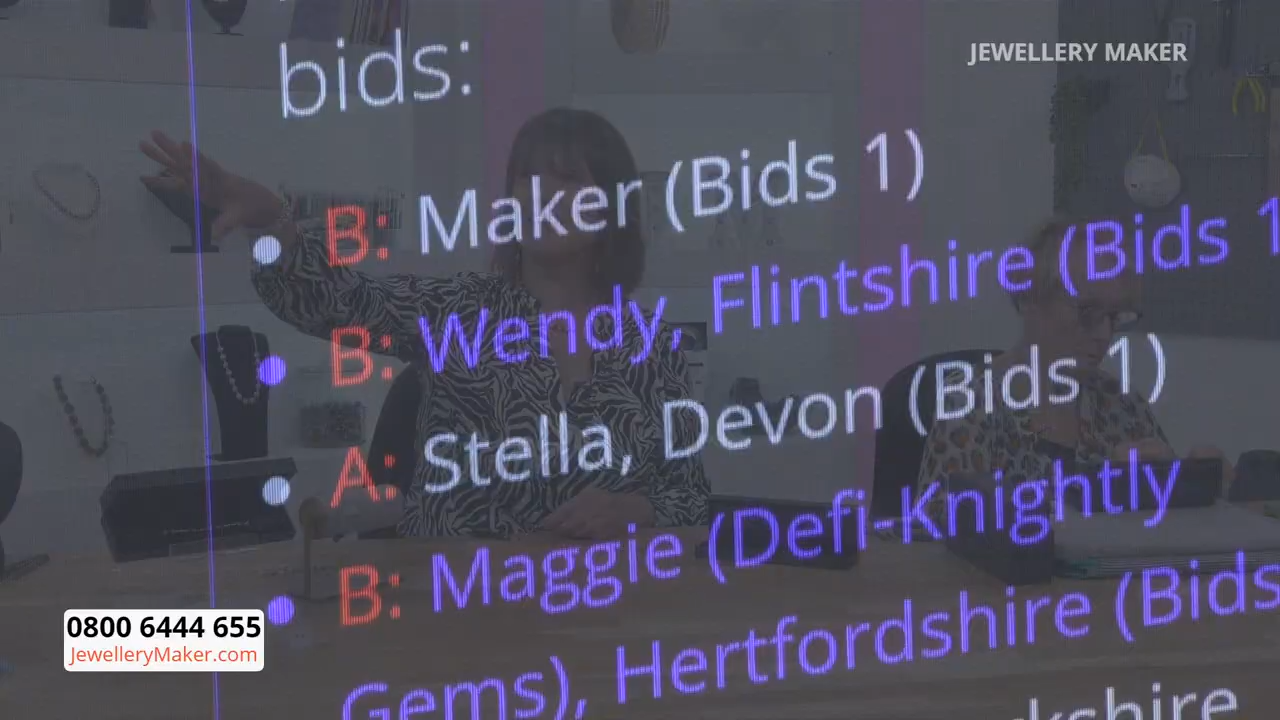 bids:
JEWELLERY MAKER
B: Maker (Bids 1)
B: Wendy, Flintshire (Bids 1
A: Stella, Devon (Bids 1)
B: Maggie (Defi-Knightly
Gems), Hertfordshire (Bids
0800 6444 655
JewelleryMaker.com